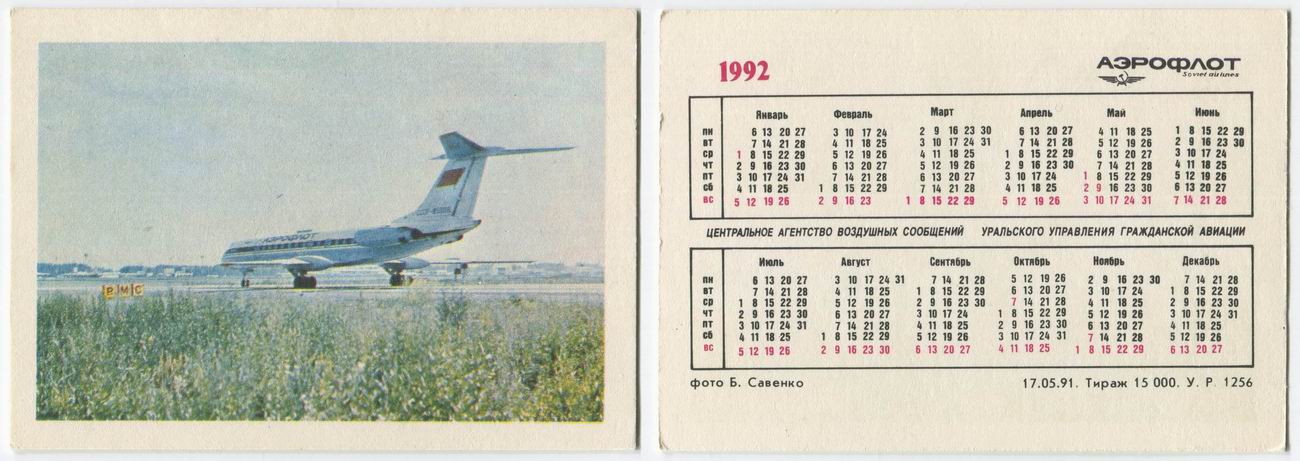 АЭРОФЛОТ
РМС
1992
АЭРОФЛОТ
Soviet airlines
Январь Февраль Март Апрель Май Июнь
пн 6 13 20 27 3 10 17 24 2 9 16 23 30 6 13 20 27 4 11 18 25 1 8 15 22 29
вт 7 14 21 28 4 11 18 25 3 10 17 24 31 7 14 21 28 5 12 19 26 2 9 16 23 30
ср 1 8 15 22 29 5 12 19 26 4 11 18 25 1 8 15 22 29 6 13 20 27 3 10 17 24
чт 2 9 16 23 30 6 13 20 27 5 12 19 26 2 9 16 23 30 7 14 21 28 4 11 18 25
пт 3 10 17 24 31 7 14 21 28 6 13 20 27 3 10 17 24 1 8 15 22 29 5 12 19 26
сб 4 11 18 25 1 8 15 22 29 7 14 21 28 4 11 18 25 2 9 16 23 30 6 13 20 27
вс 5 12 19 26 2 9 16 23 1 8 15 22 29 5 12 19 26 3 10 17 24 31 7 14 21 28
ЦЕНТРАЛЬНОЕ АГЕНТСТВО ВОЗДУШНЫХ СООБЩЕНИЙ УРАЛЬСКОГО УПРАВЛЕНИЯ ГРАЖДАНСКОЙ АВИАЦИИ
Июль Август Сентябрь Октябрь Ноябрь Декабрь
пн 6 13 20 27 3 10 17 24 31 7 14 21 28 5 12 19 26 2 9 16 23 30 7 14 21 28
вт 7 14 21 28 4 11 18 25 1 8 15 22 29 6 13 20 27 3 10 17 24 1 8 15 22 29
ср 1 8 15 22 29 5 12 19 26 2 9 16 23 30 7 14 21 28 4 11 18 25 2 9 16 23 30
чт 2 9 16 23 30 6 13 20 27 3 10 17 24 1 8 15 22 29 5 12 19 26 3 10 17 24 31
пт 3 10 17 24 31 7 14 21 28 4 11 18 25 2 9 16 23 30 6 13 20 27 4 11 18 25
сб 4 11 18 25 1 8 15 22 29 5 12 19 26 3 10 17 24 31 7 14 21 28 5 12 19 26
вс 5 12 19 26 2 9 16 23 30 6 13 20 27 4 11 18 25 1 8 15 22 29 6 13 20 27
фото Б. Савенко 17.05.91. Тираж 15 000. У. Р. 1256